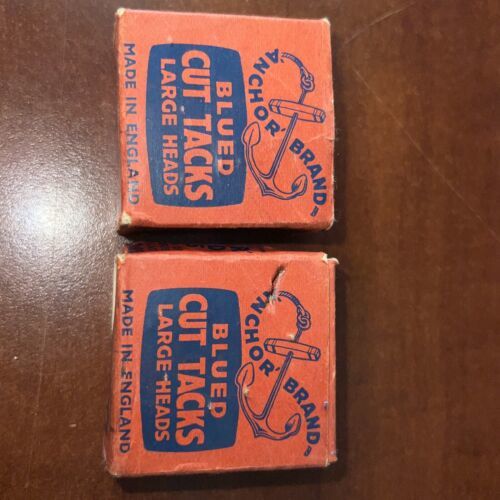 "ANCHOR" BRAND"
BLUED
CUT TACKS
LARGE HEADS
MADE IN ENGLAND
ANCHOR" BRAND"
BLUED
CUT TACKS
LARGE HEADS
MADE IN ENGLAND